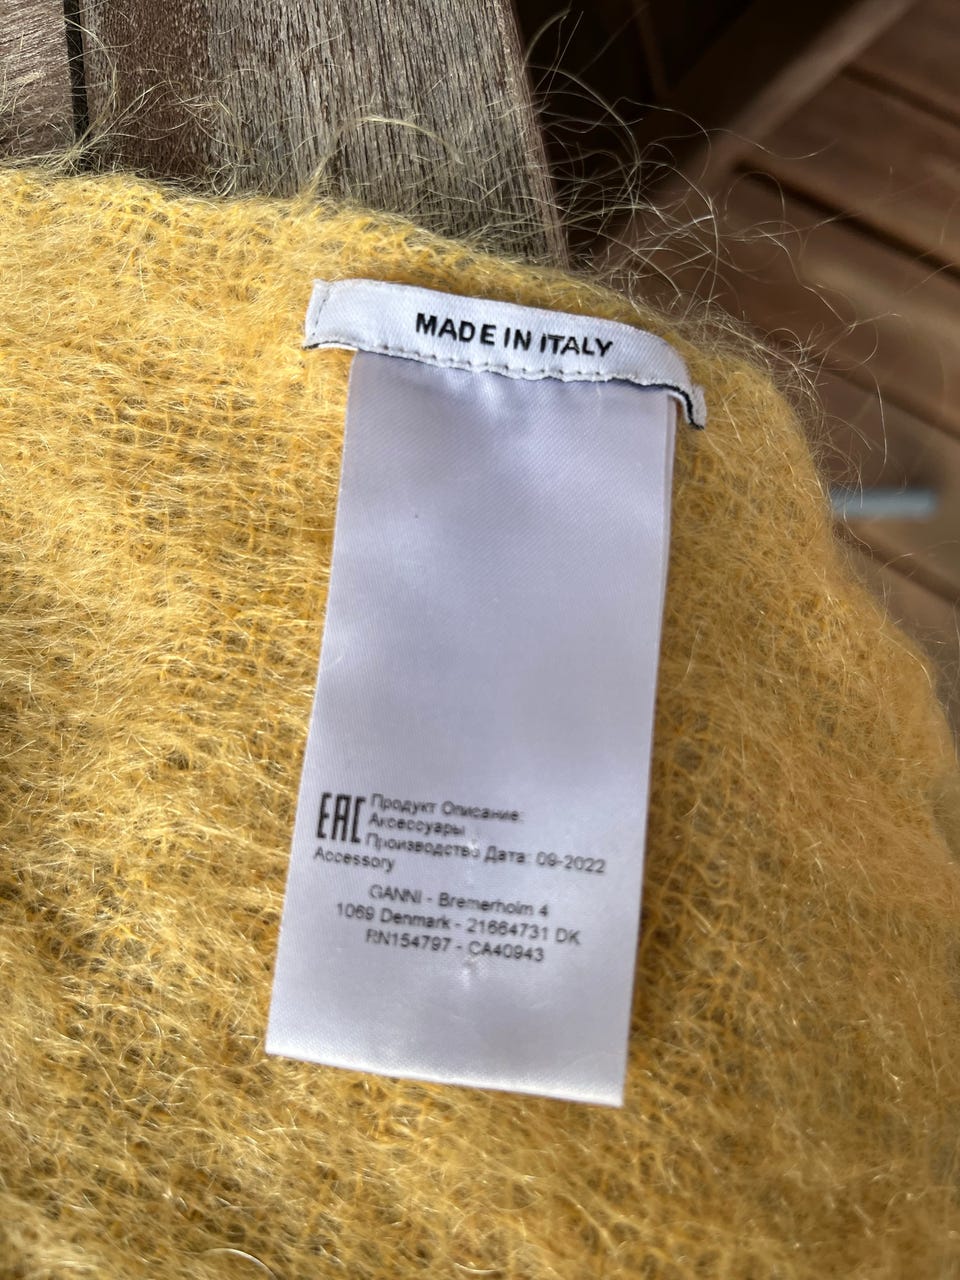 MADE IN ITALY
EAC
Продукт Описание:
Аксессуары
Производство Дата: 09-2022
Accessory
GANNI - Bremerholm 4
1069 Denmark - 21664731 DK
RN154797 - CA40943